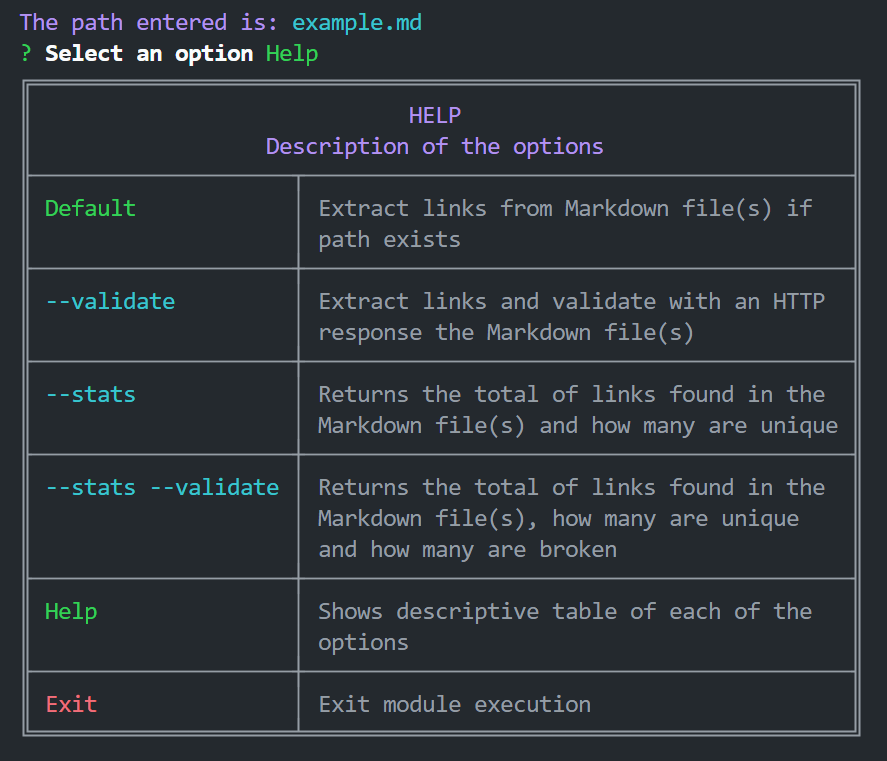 The path entered is: example.md
? Select an option Help
HELP
Description of the options
Default
Extract links from Markdown file(s) if
path exists
--validate
Extract links and validate with an HTTP
response the Markdown file(s)
--stats
Returns the total of links found in the
Markdown file(s) and how many are unique
--stats --validate
Returns the total of links found in the
Markdown file(s), how many are unique
and how many are broken
Help
Shows descriptive table of each of the
options
Exit
Exit module execution